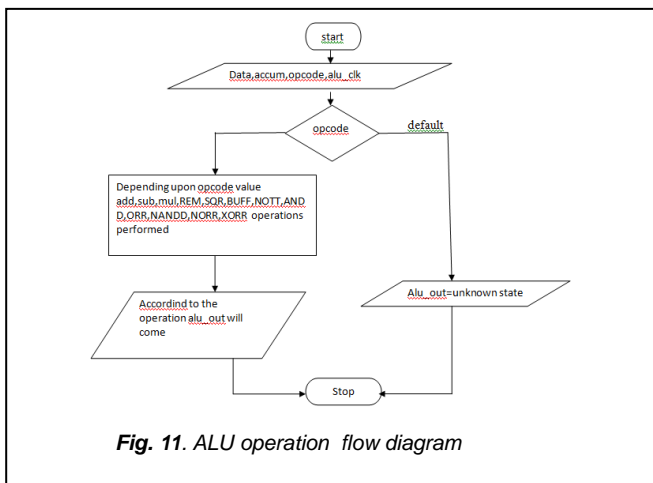 start
Data,accum,opcode,alu_clk
opcode
default
Depending upon opcode value
add,sub,mul,REM,SQR,BUFF,NOTT,AN
D,ORR,NANDD,NORR,XORR operations
performed
Accordind to the
operation alu_out will
come
Alu_out=unknown state
Stop
Fig. 11. ALU operation flow diagram